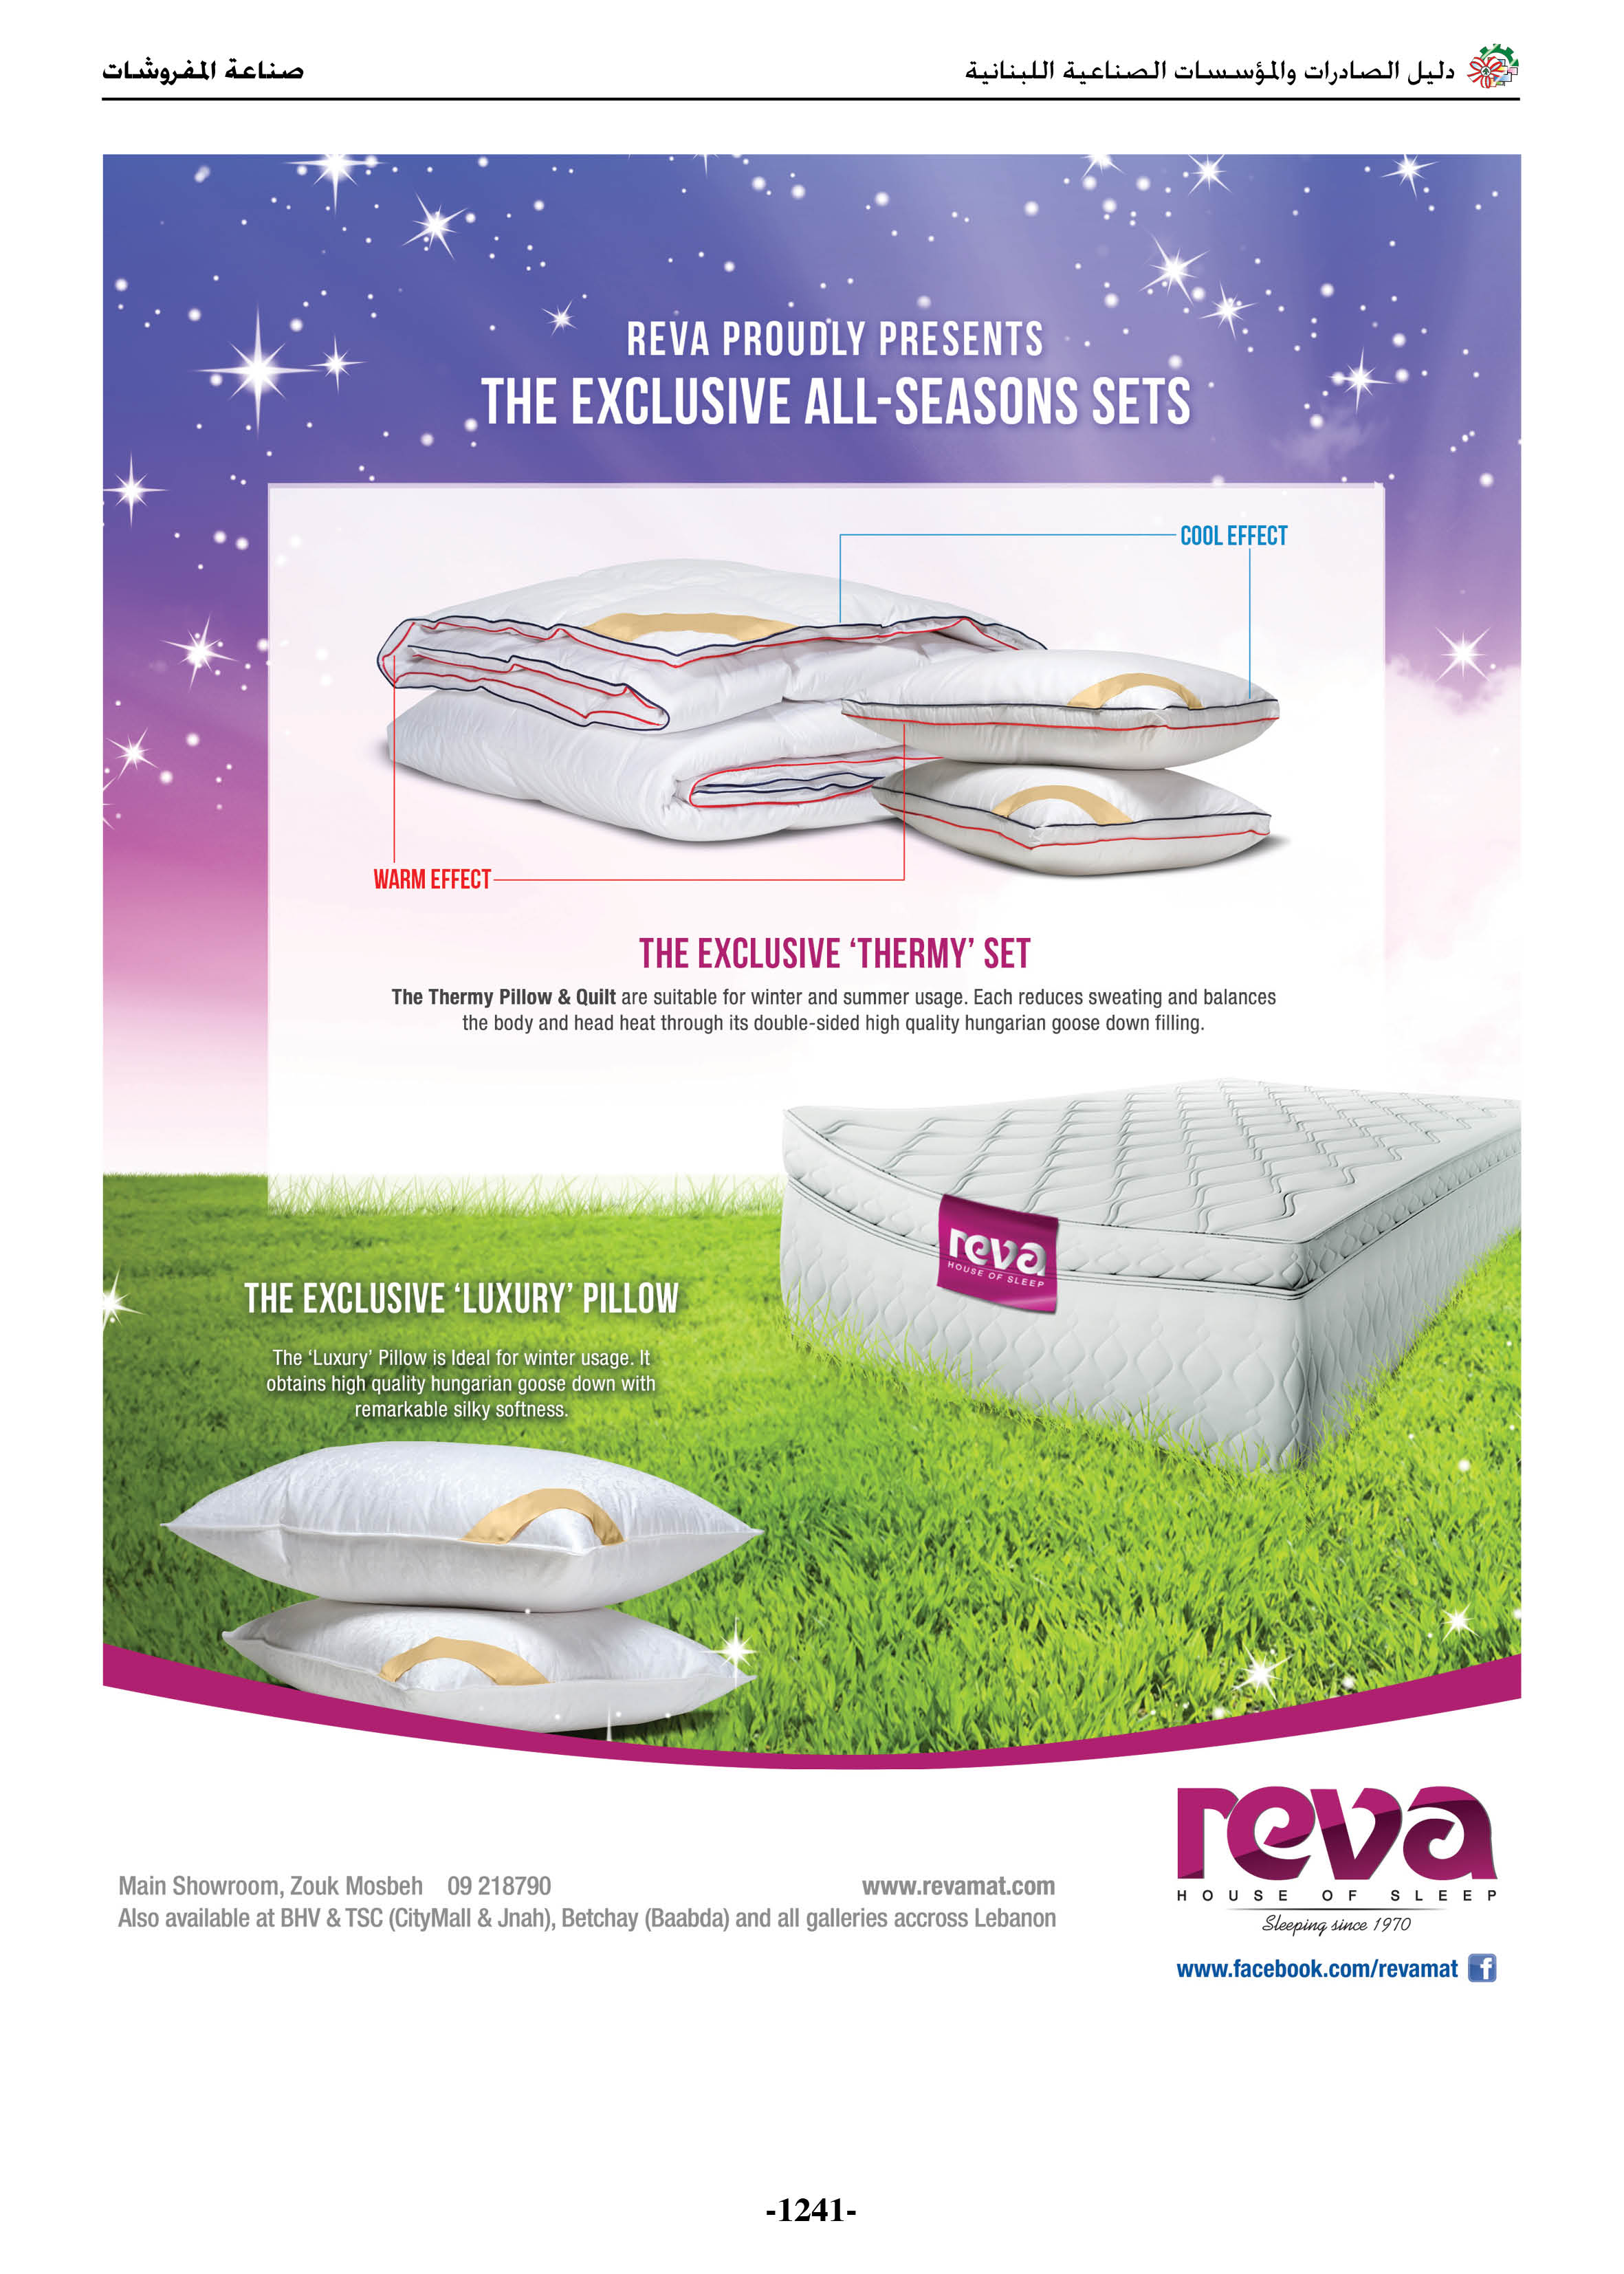 دليل الصادرات والمؤسسات الصناعية اللبنانية
صناعة المفروشات
REVA PROUDLY PRESENTS
THE EXCLUSIVE ALL-SEASONS SETS
COOL EFFECT
WARM EFFECT
THE EXCLUSIVE ‘THERMY’ SET
The Thermy Pillow & Quilt are suitable for winter and summer usage. Each reduces sweating and balances
the body and head heat through its double-sided high quality hungarian goose down filling.
reva
HOUSE OF SLEEP
THE EXCLUSIVE ‘LUXURY’ PILLOW
The ‘Luxury’ Pillow is Ideal for winter usage. It
obtains high quality hungarian goose down with
remarkable silky softness.
reva
HOUSE OF SLEEP
Sleeping since 1970
Main Showroom, Zouk Mosbeh 09 218790
www.revamat.com
Also available at BHV & TSC (CityMall & Jnah), Betchay (Baabda) and all galleries accross Lebanon
www.facebook.com/revamat f
-1241-